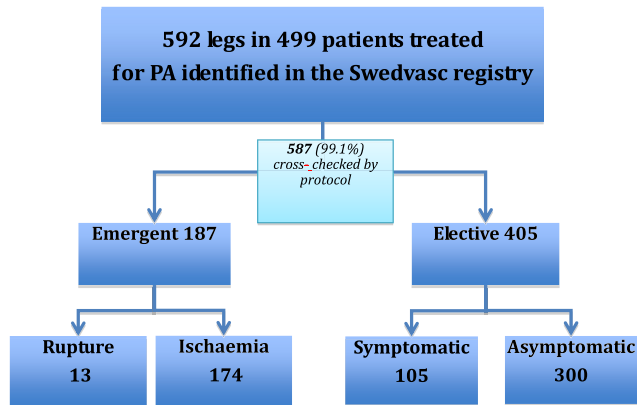 592 legs in 499 patients treated
for PA identified in the Swedvasc registry
587 (99.1%)
cross- checked by
protocol
Emergent 187
Elective 405
Rupture
13
Ischaemia
174
Symptomatic
105
Asymptomatic
300